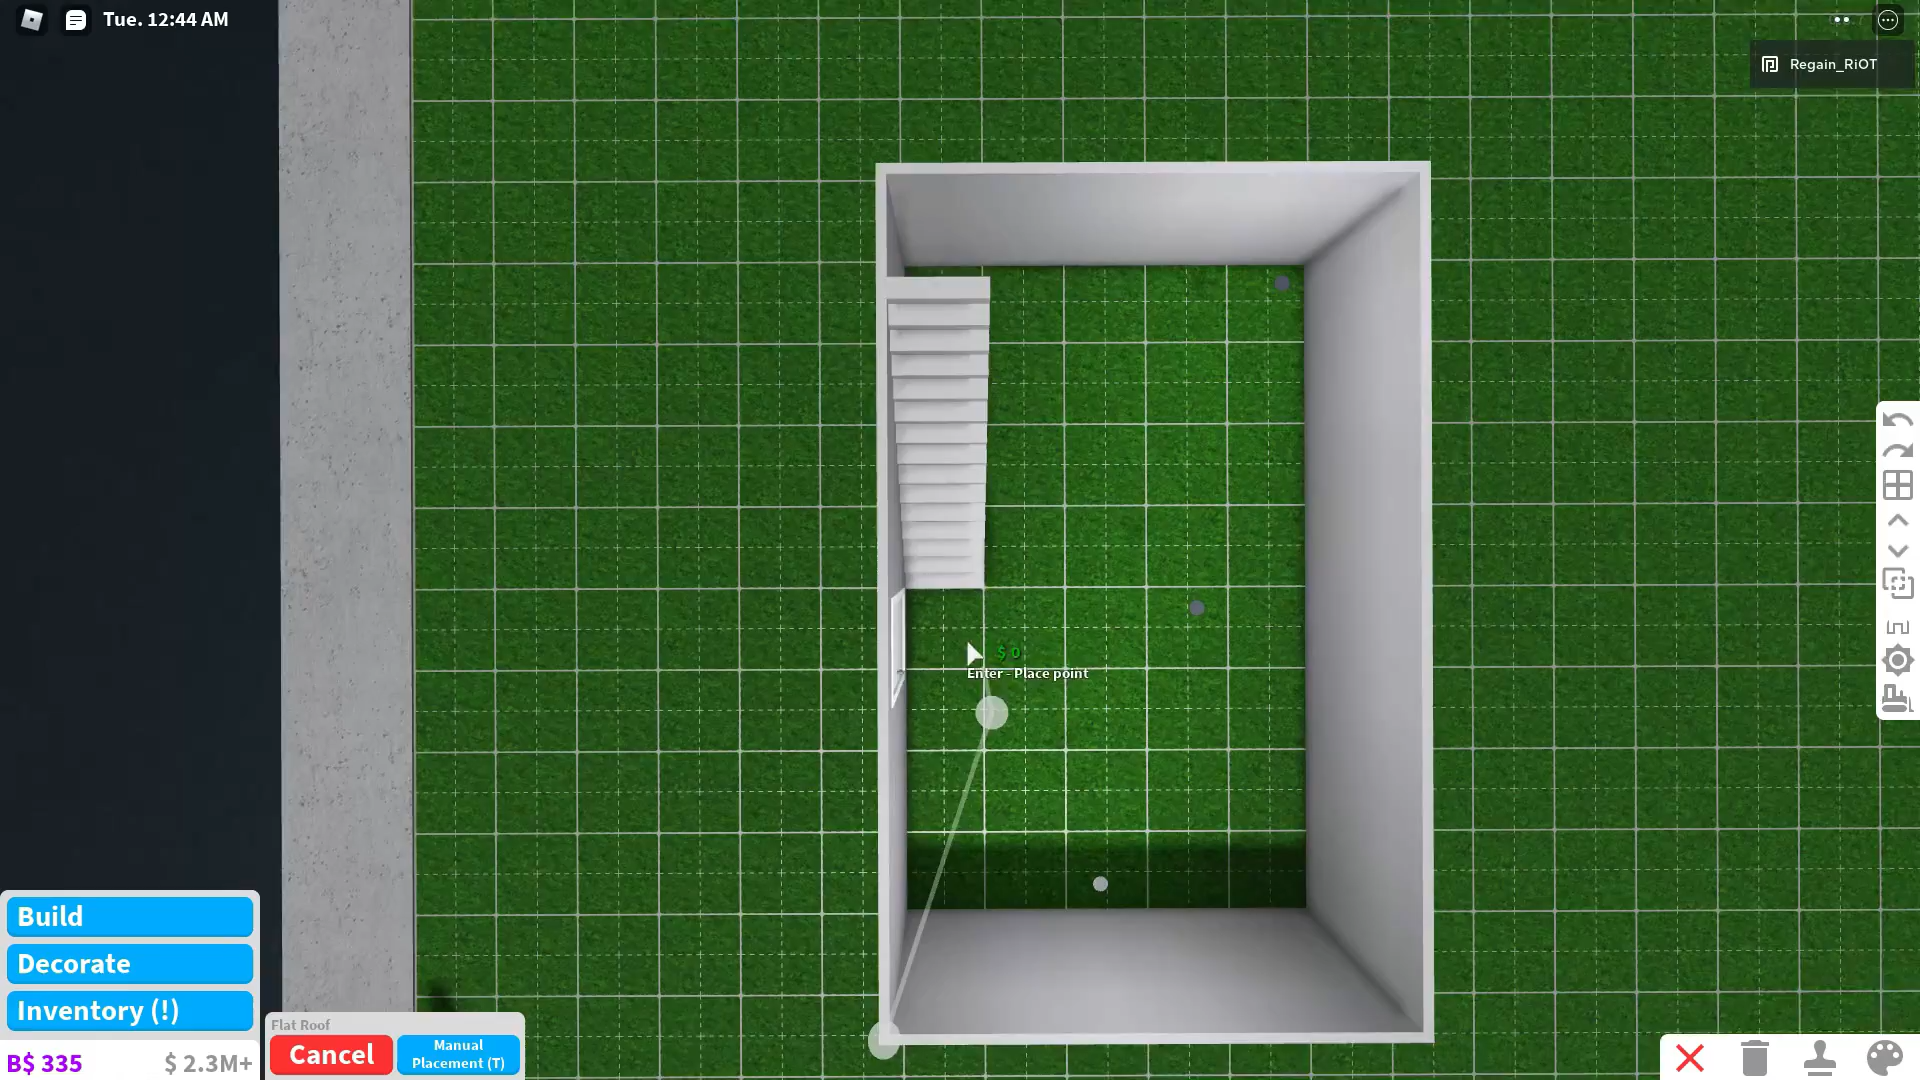 Tue. 12:44 AM
Regain_RiOT
$ 0
Enter - Place point
Build
Decorate
Inventory (!)
B$ 335
$ 2.3M+
Flat Roof
Cancel
Manual
Placement (T)